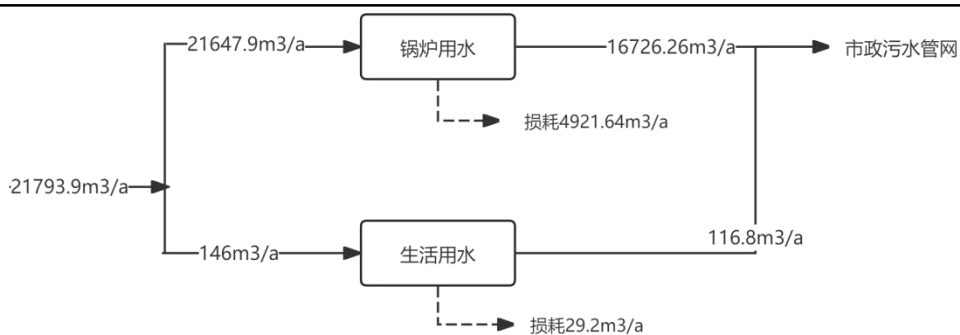 21647.9m3/a
锅炉用水
16726.26m3/a
市政污水管网
损耗4921.64m3/a
21793.9m3/a
146m3/a
生活用水
116.8m3/a
损耗29.2m3/a